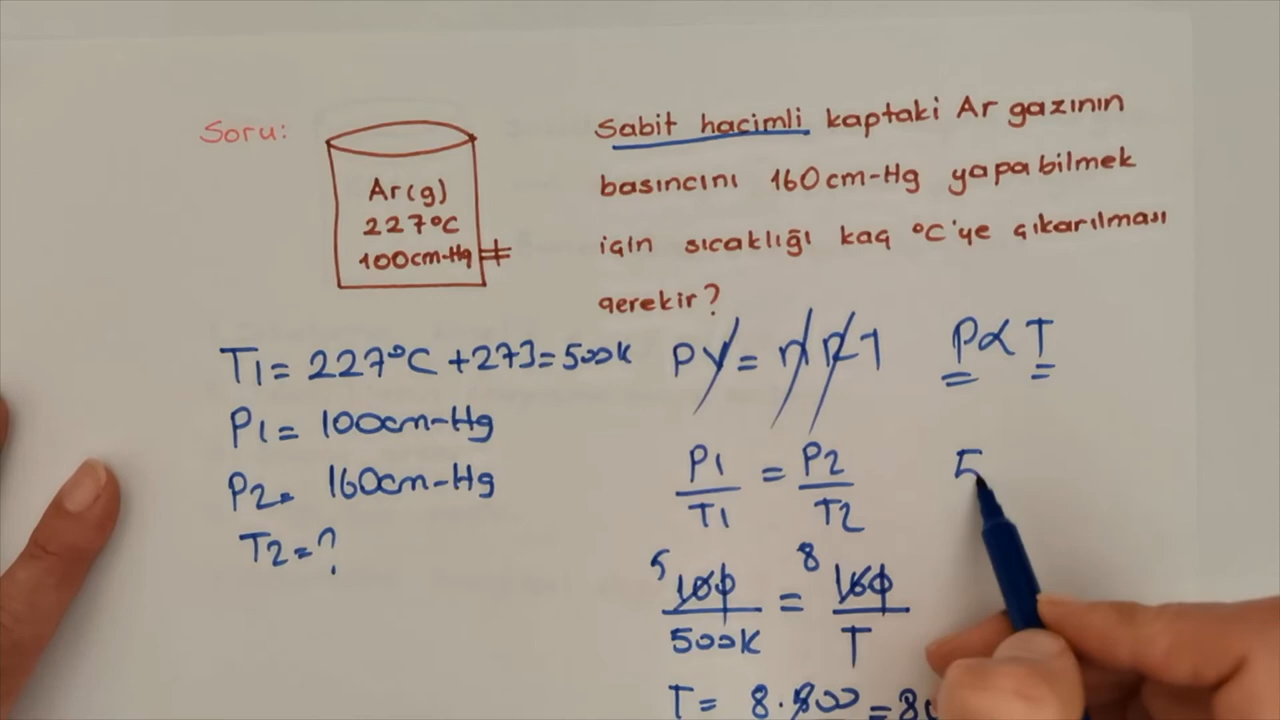 Soru:
Ar(g)
227°C
100cm-Hg
Sabit hacimli kaptaki Ar gazının
basıncını 160cm-Hg yapabilmek
için sıcaklığı kaç °C'ye çıkarılması
gerekir?
T1= 227°C +273=500K
P1= 100cm-Hg
P2= 160cm-Hg
T2=?
PV=nRT
PαT
P1/T1 = P2/T2
5
5 100/500K = 8 160/T
T= 8.500 =